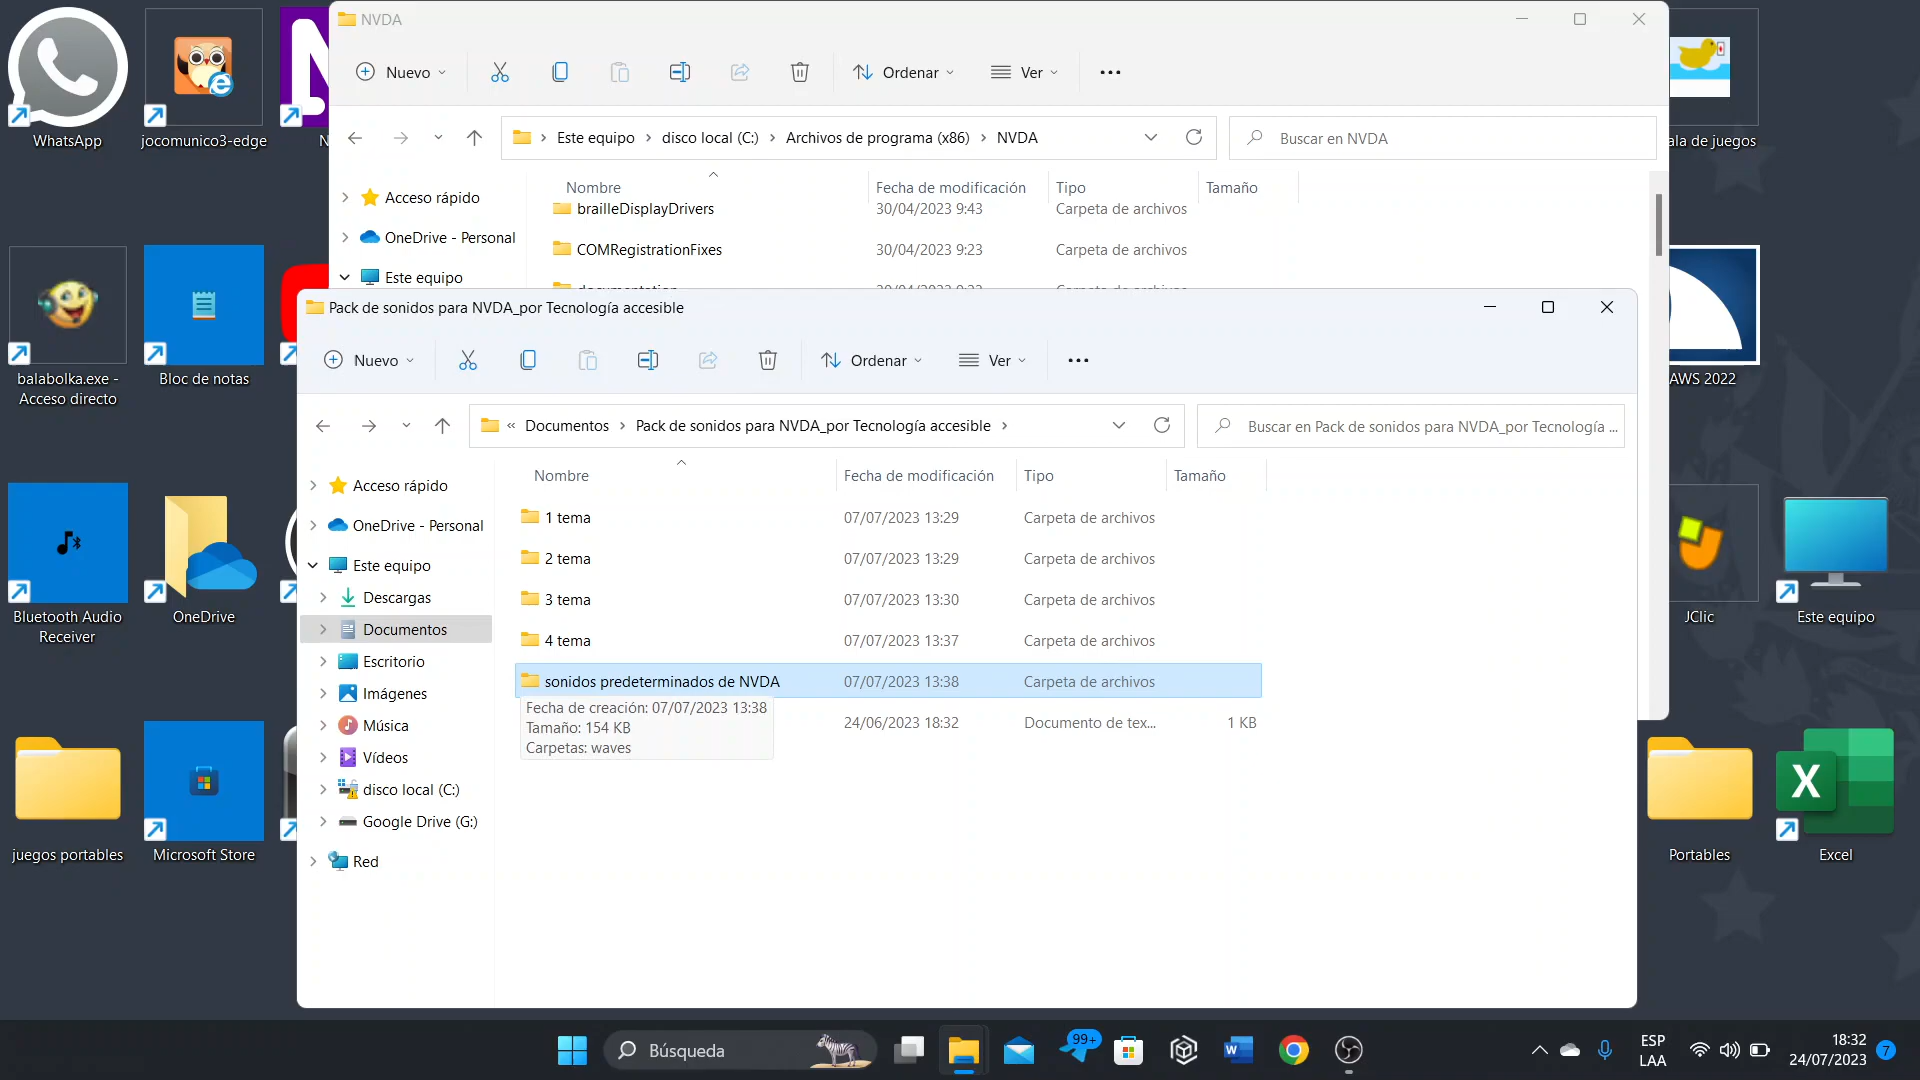 NVDA
Nuevo
Ordenar
Ver
Este equipo
disco local (C:)
Archivos de programa (x86)
NVDA
Buscar en NVDA
Acceso rápido
OneDrive - Personal
Este equipo
Nombre
Fecha de modificación
Tipo
Tamaño
brailleDisplayDrivers
30/04/2023 9:43
Carpeta de archivos
COMRegistrationFixes
30/04/2023 9:23
Carpeta de archivos
Pack de sonidos para NVDA_por Tecnología accesible
Nuevo
Ordenar
Ver
« Documentos
Pack de sonidos para NVDA_por Tecnología accesible
Buscar en Pack de sonidos para NVDA_por Tecnología ...
Acceso rápido
OneDrive - Personal
Este equipo
Descargas
Documentos
Escritorio
Imágenes
Música
Vídeos
disco local (C:)
Google Drive (G:)
Red
Nombre
Fecha de modificación
Tipo
Tamaño
1 tema
07/07/2023 13:29
Carpeta de archivos
2 tema
07/07/2023 13:29
Carpeta de archivos
3 tema
07/07/2023 13:30
Carpeta de archivos
4 tema
07/07/2023 13:37
Carpeta de archivos
sonidos predeterminados de NVDA
07/07/2023 13:38
Carpeta de archivos
24/06/2023 18:32
Documento de tex...
1 KB
Fecha de creación: 07/07/2023 13:38
Tamaño: 154 KB
Carpetas: waves
WhatsApp
jocomunico3-edge
N
ala de juegos
balabolka.exe -
Acceso directo
Bloc de notas
AWS 2022
Bluetooth Audio
Receiver
OneDrive
JClic
Este equipo
juegos portables
Microsoft Store
Portables
X
Excel
Búsqueda
99+
W
ESP
LAA
18:32
24/07/2023
7